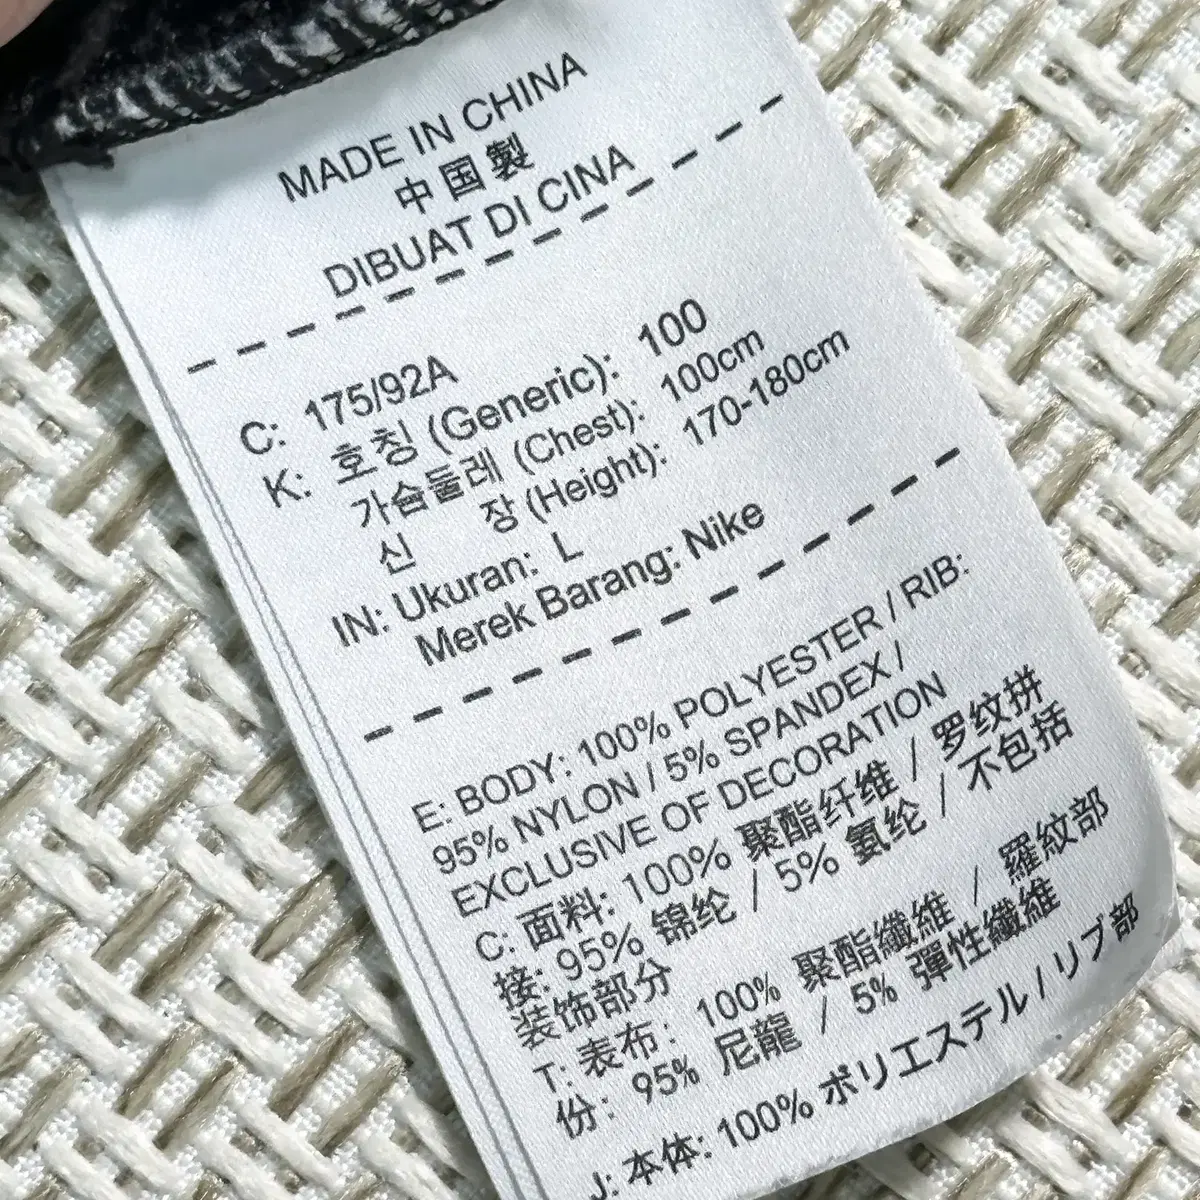 MADE IN CHINA
中国製
DIBUAT DI CINA
C: 175/92A
K: 호칭 (Generic): 100
가슴둘레 (Chest): 100cm
신 장 (Height): 170-180cm
IN: Ukuran: L
Merek Barang: Nike
E: BODY: 100% POLYESTER / RIB:
95% NYLON / 5% SPANDEX /
EXCLUSIVE OF DECORATION
C: 面料: 100% 聚酯纤维 / 罗纹拼
接: 95% 锦纶 / 5% 氨纶 / 不包括
装饰部分
T: 表布: 100% 聚酯纖維 / 羅紋部
份: 95% 尼龍 / 5% 彈性纖維
J: 本体: 100% ポリエステル / リブ部